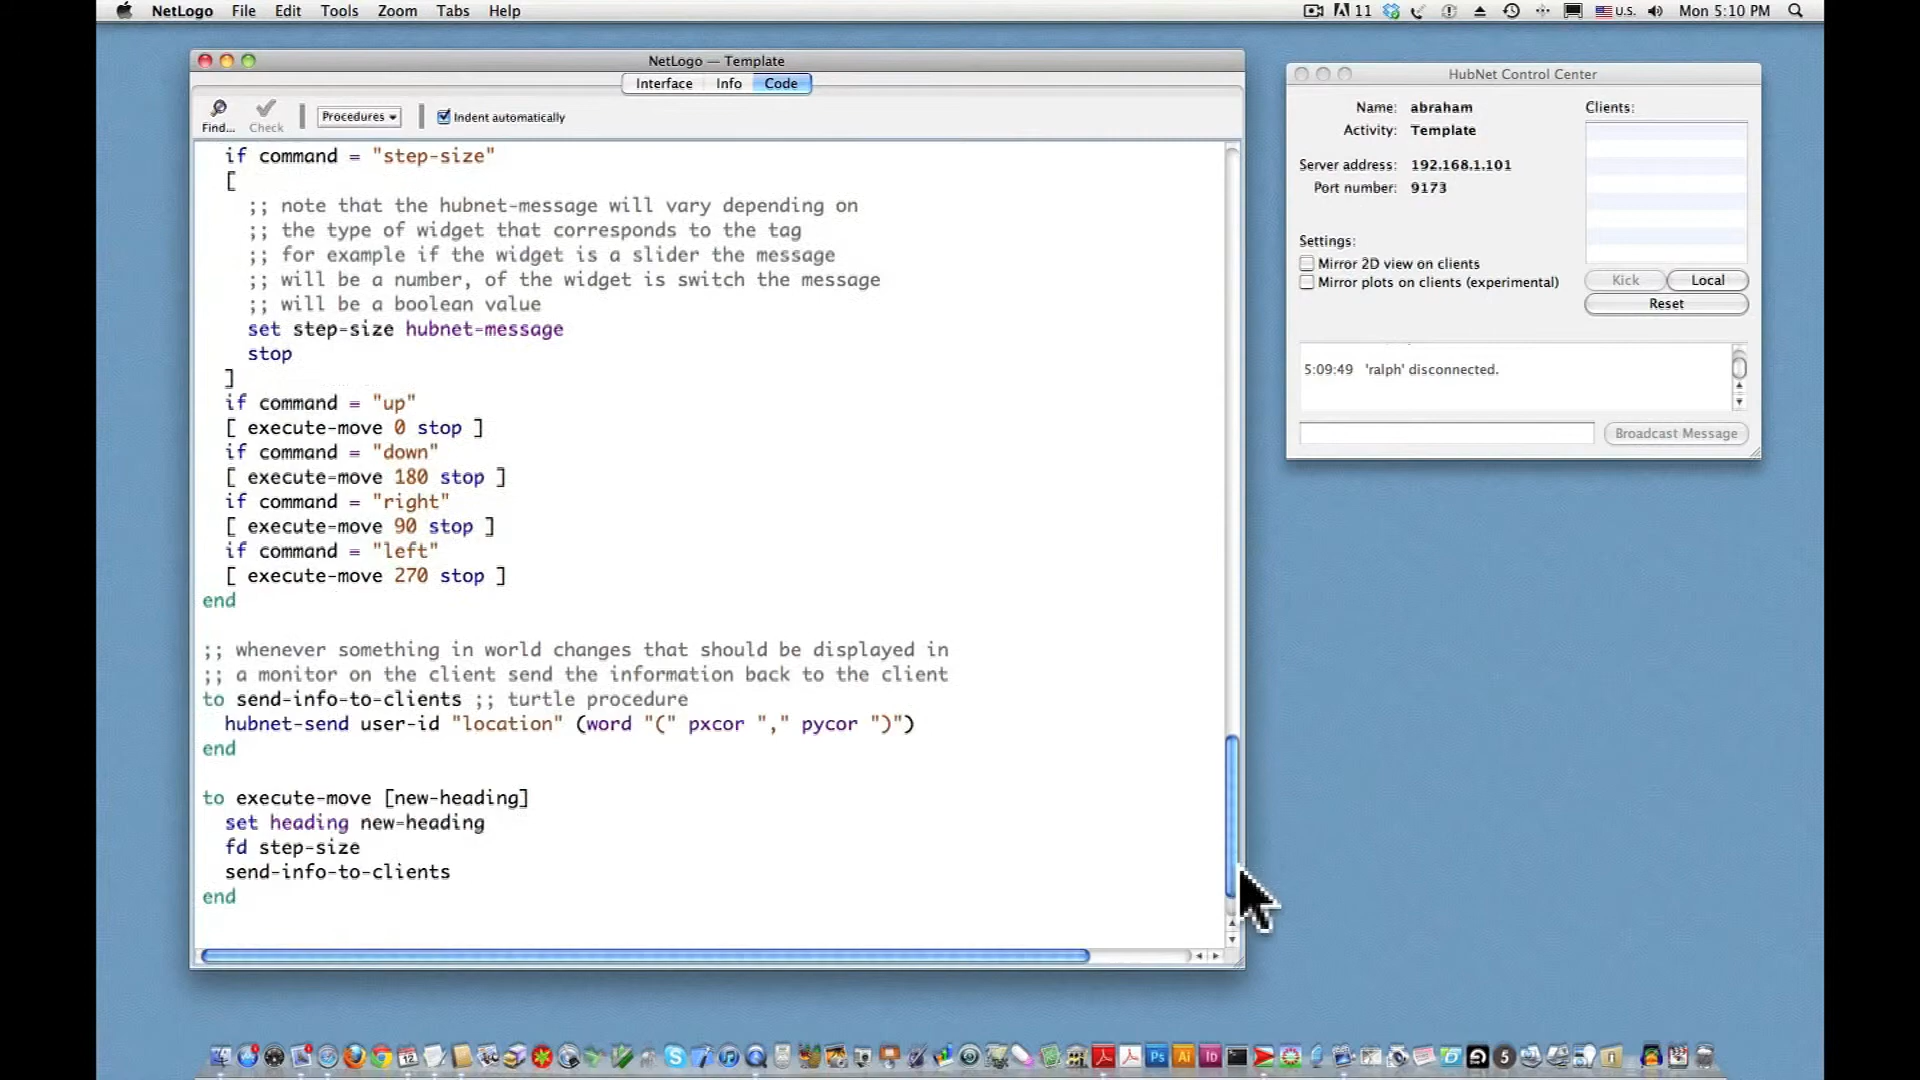 NetLogo File Edit Tools Zoom Tabs Help
11 U.S. Mon 5:10 PM
NetLogo — Template
Interface Info Code
Find... Check Procedures Indent automatically
if command = "step-size"
[
;; note that the hubnet-message will vary depending on
;; the type of widget that corresponds to the tag
;; for example if the widget is a slider the message
;; will be a number, of the widget is switch the message
;; will be a boolean value
set step-size hubnet-message
stop
]
if command = "up"
[ execute-move 0 stop ]
if command = "down"
[ execute-move 180 stop ]
if command = "right"
[ execute-move 90 stop ]
if command = "left"
[ execute-move 270 stop ]
end
;; whenever something in world changes that should be displayed in
;; a monitor on the client send the information back to the client
to send-info-to-clients ;; turtle procedure
hubnet-send user-id "location" (word "(" pxcor "," pycor ")")
end
to execute-move [new-heading]
set heading new-heading
fd step-size
send-info-to-clients
end
HubNet Control Center
Name: abraham
Activity: Template
Server address: 192.168.1.101
Port number: 9173
Clients:
Settings:
Mirror 2D view on clients
Mirror plots on clients (experimental)
Kick Local
Reset
5:09:49 'ralph' disconnected.
Broadcast Message
12 Ps Ai Id 5